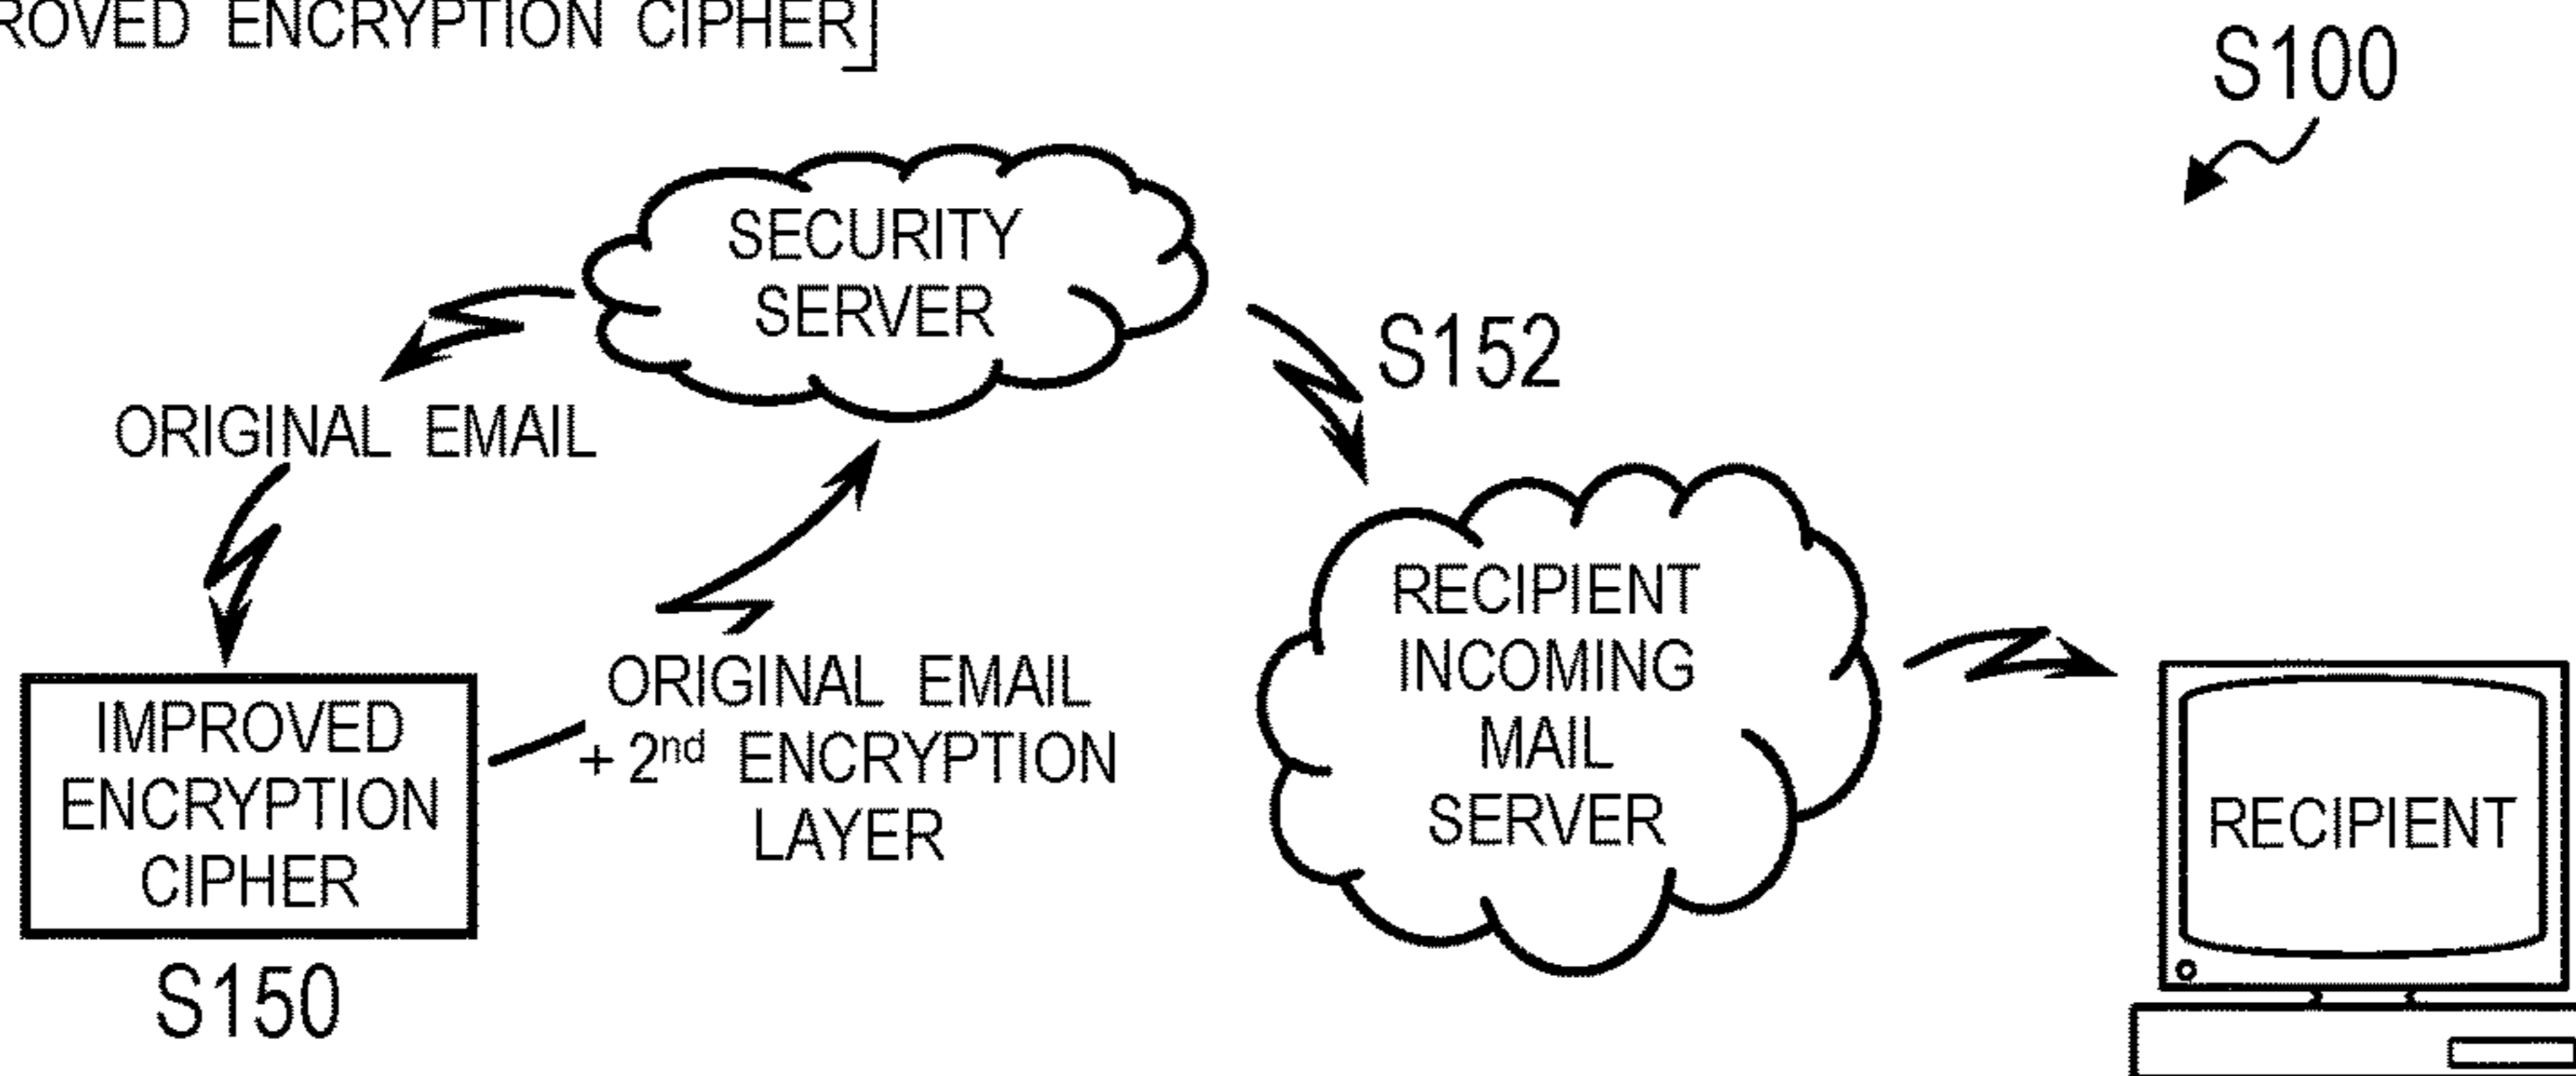 ROVED ENCRYPTION CIPHER]
S100
SECURITY
SERVER
S152
ORIGINAL EMAIL
RECIPIENT
INCOMING
MAIL
SERVER
ORIGINAL EMAIL
+ 2nd ENCRYPTION
LAYER
IMPROVED
ENCRYPTION
CIPHER
S150
RECIPIENT